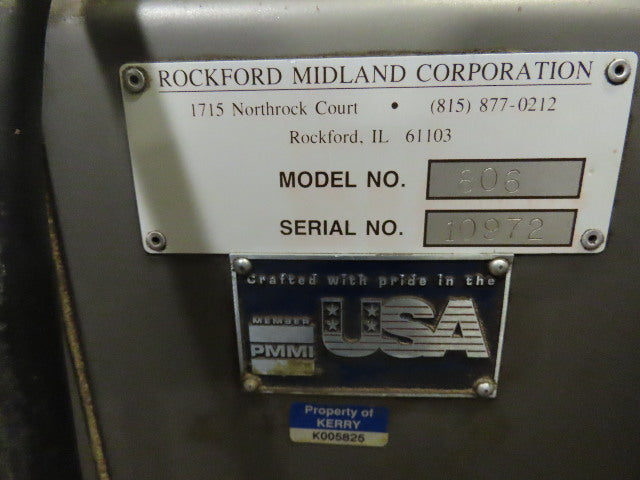 ROCKFORD MIDLAND CORPORATION
1715 Northrock Court • (815) 877-0212
Rockford, IL 61103
MODEL NO. 606
SERIAL NO. 10972
Crafted with pride in the
USA
MEMBER
PMMI
Property of
KERRY
K005825